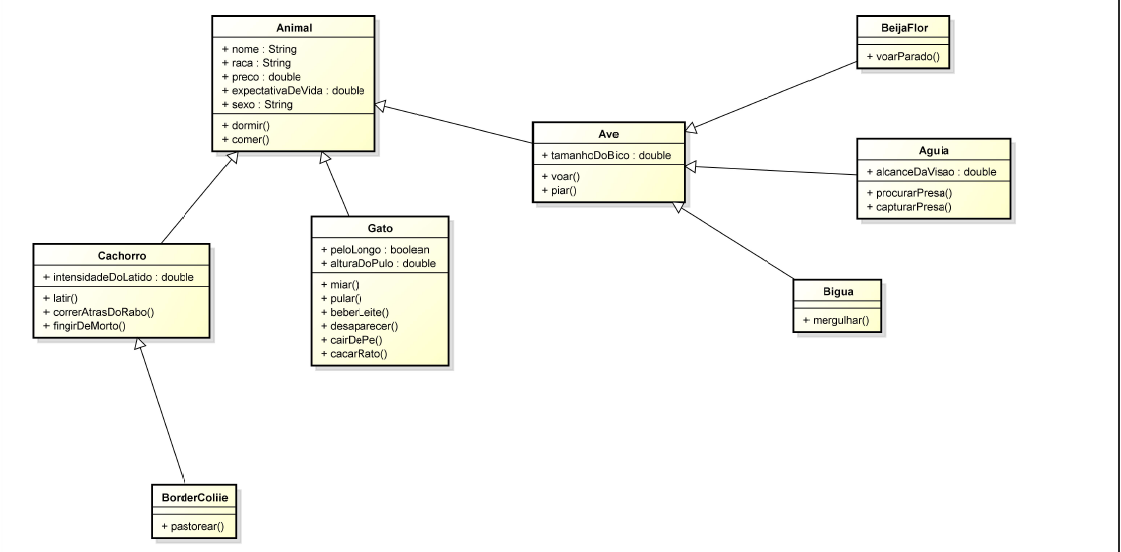 Animal
+ nome : String
+ raca : String
+ preco : double
+ expectativaDeVida : double
+ sexo : String
+ dormir()
+ comer()
BeijaFlor
+ voarParado()
Ave
+ tamanhoDoBico : double
+ voar()
+ piar()
Aguia
+ alcanceDaVisao : double
+ procurarPresa()
+ capturarPresa()
Cachorro
+ intensidadeDoLatido : double
+ latir()
+ correrAtrasDoRabo()
+ fingirDeMorto()
Gato
+ peloLongo : boolean
+ alturaDoPulo : double
+ miar()
+ pular()
+ beberLeite()
+ desaparecer()
+ cairDePe()
+ cacarRato()
Bigua
+ mergulhar()
BorderCollie
+ pastorear()